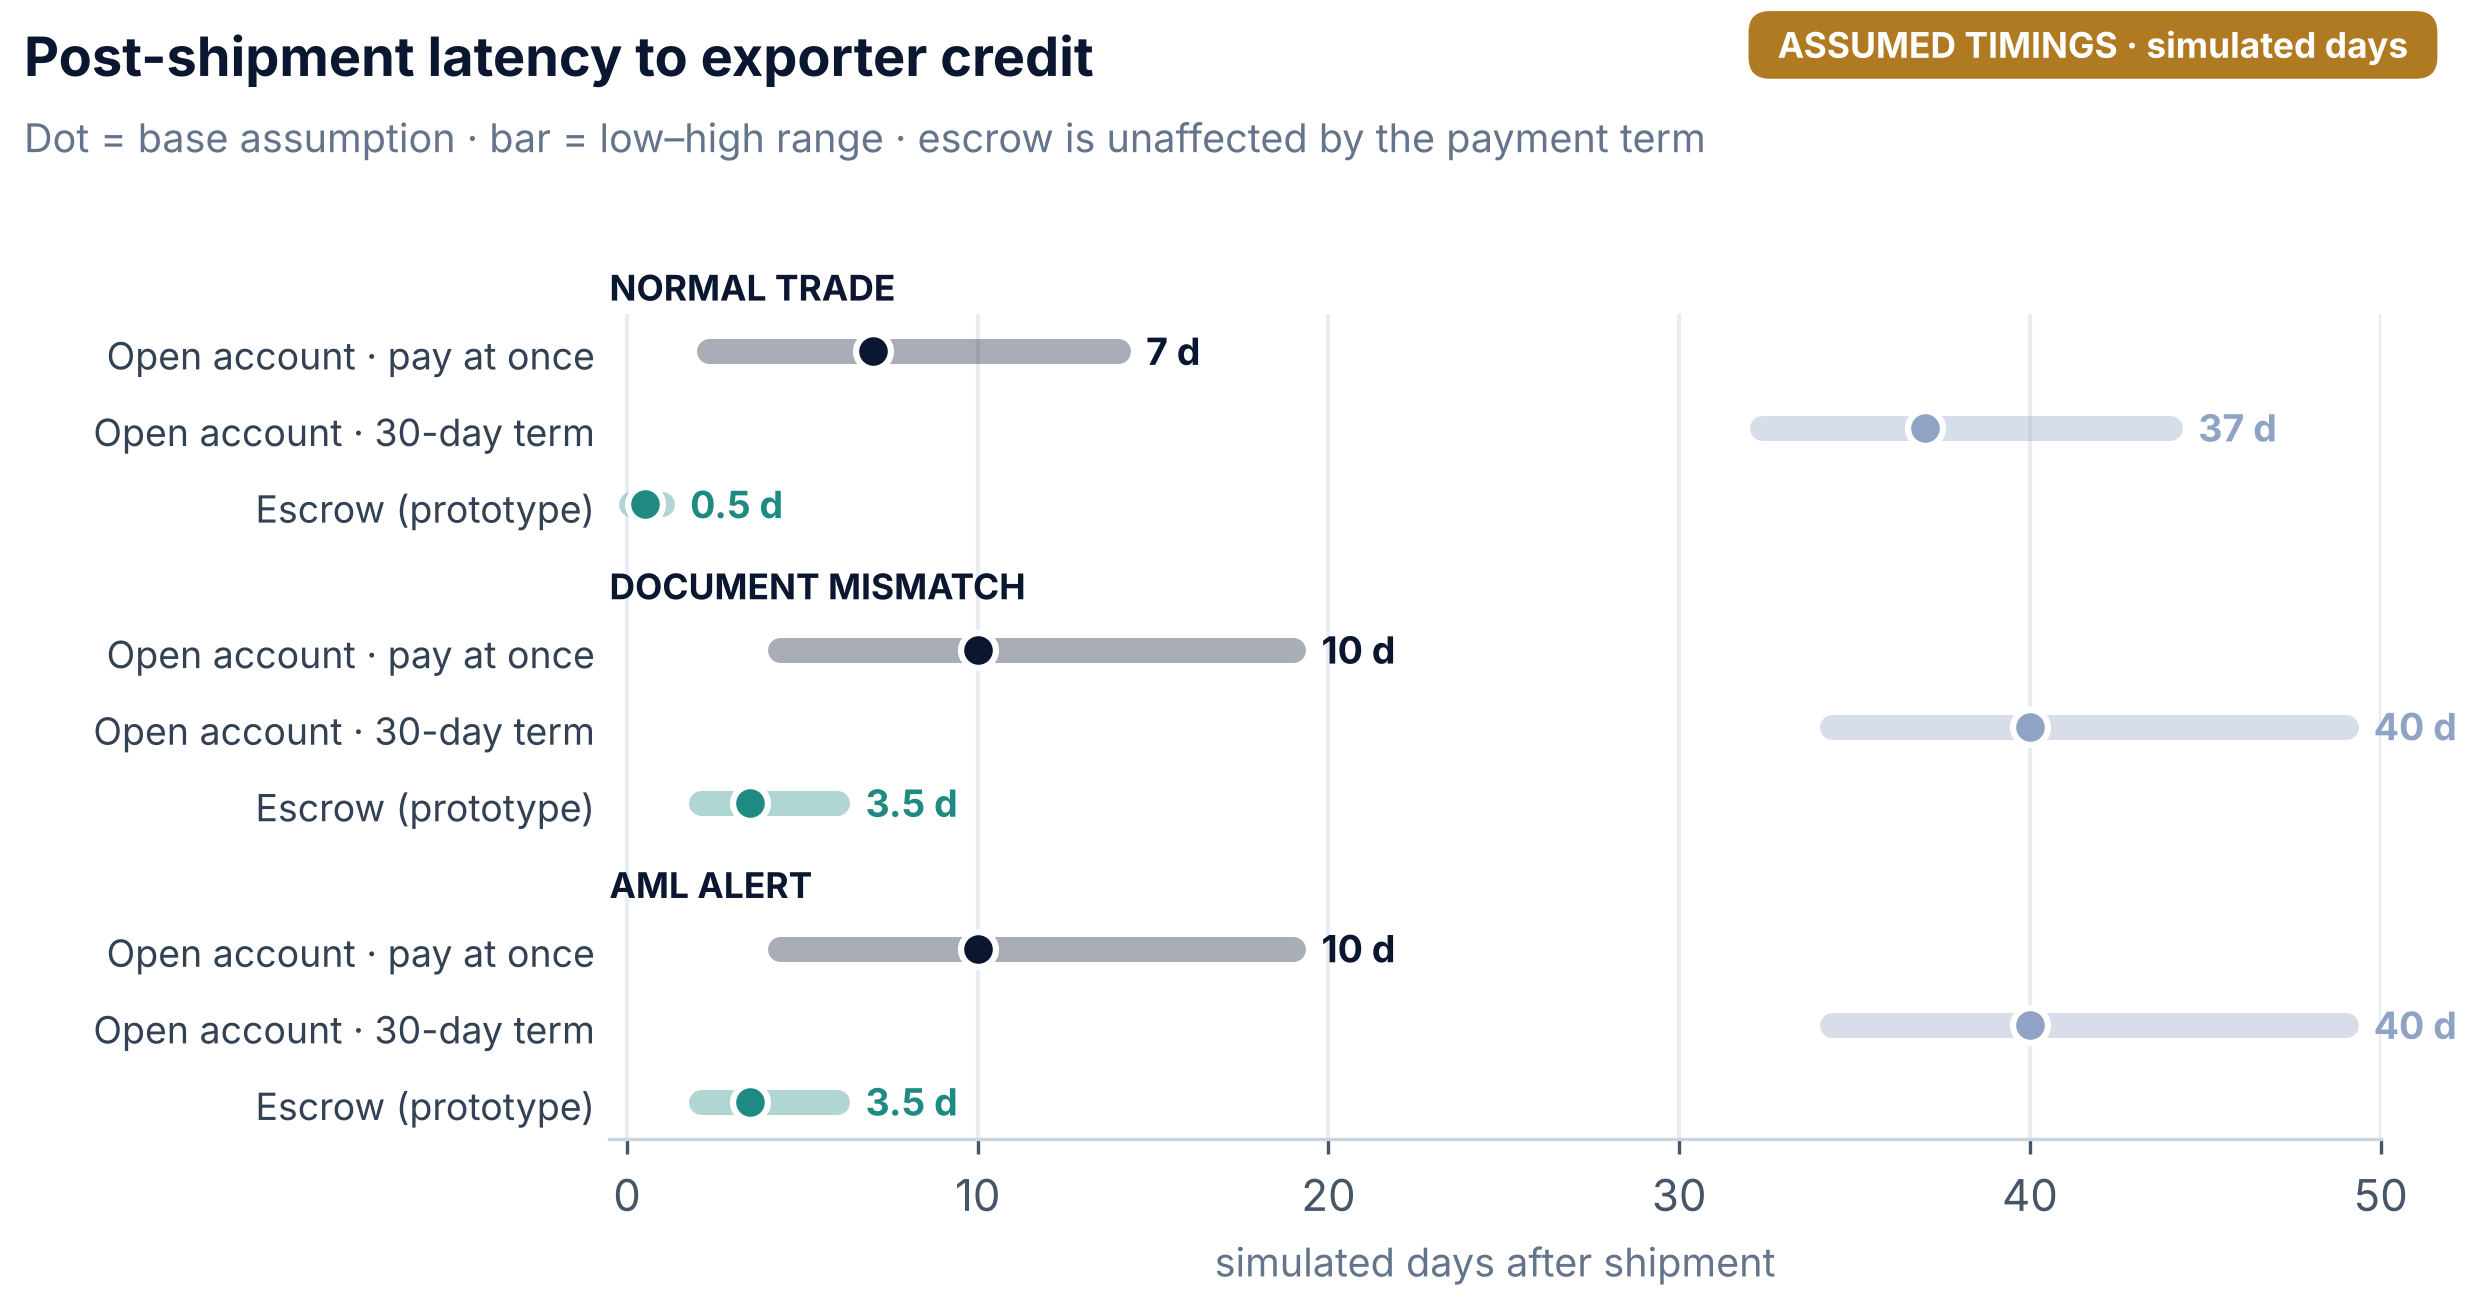 Post-shipment latency to exporter credit
ASSUMED TIMINGS · simulated days
Dot = base assumption · bar = low–high range · escrow is unaffected by the payment term
NORMAL TRADE
Open account · pay at once
7 d
Open account · 30-day term
37 d
Escrow (prototype)
0.5 d
DOCUMENT MISMATCH
Open account · pay at once
10 d
Open account · 30-day term
40 d
Escrow (prototype)
3.5 d
AML ALERT
Open account · pay at once
10 d
Open account · 30-day term
40 d
Escrow (prototype)
3.5 d
0 10 20 30 40 50
simulated days after shipment